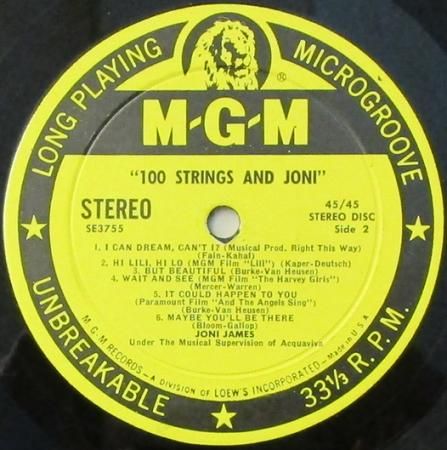 LONG PLAYING
MICROGROOVE
®
M-G-M
"100 STRINGS AND JONI"
STEREO
SE3755
45/45
STEREO DISC
Side 2
1. I CAN DREAM, CAN'T I? (Musical Prod. Right This Way)
(Fain-Kahal)
2. HI LILI, HI LO (MGM Film "Lili") (Kaper-Deutsch)
3. BUT BEAUTIFUL (Burke-Van Heusen)
4. WAIT AND SEE (MGM Film "The Harvey Girls")
(Mercer-Warren)
5. IT COULD HAPPEN TO YOU
(Paramount Film "And The Angels Sing")
(Burke-Van Heusen)
6. MAYBE YOU'LL BE THERE
(Bloom-Gallop)
JONI JAMES
Under The Musical Supervision of Acquaviva
M G M RECORDS - A DIVISION OF LOEW'S INCORPORATED - Made in U.S.A.
UNBREAKABLE
33⅓ R.P.M.